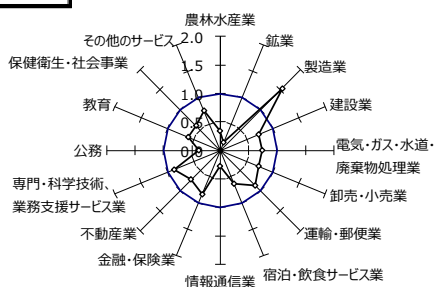 農林水産業
鉱業
製造業
建設業
電気・ガス・水道・
廃棄物処理業
卸売・小売業
運輸・郵便業
宿泊・飲食サービス業
情報通信業
金融・保険業
不動産業
専門・科学技術、
業務支援サービス業
公務
教育
保健衛生・社会事業
その他のサービス
2.0
1.5
1.0
0.5
0.0